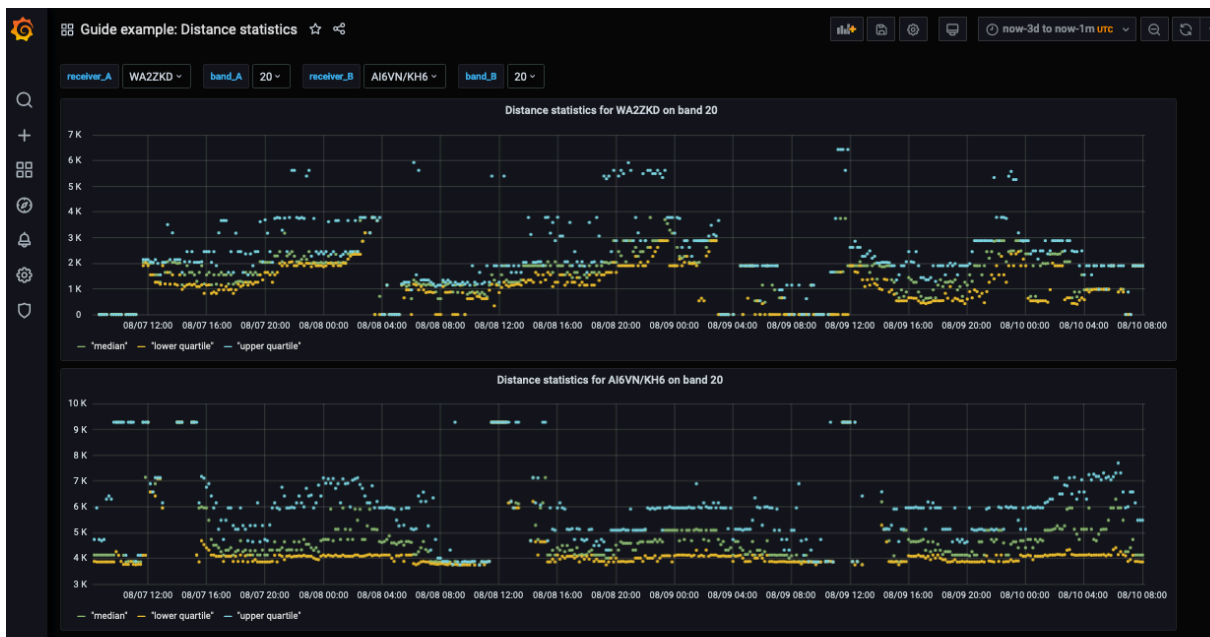 Guide example: Distance statistics
now-3d to now-1m UTC
receiver_A WA2ZKD band_A 20 receiver_B AI6VN/KH6 band_B 20
Distance statistics for WA2ZKD on band 20
7 K
6 K
5 K
4 K
3 K
2 K
1 K
0
08/07 12:00 08/07 16:00 08/07 20:00 08/08 00:00 08/08 04:00 08/08 08:00 08/08 12:00 08/08 16:00 08/08 20:00 08/09 00:00 08/09 04:00 08/09 08:00 08/09 12:00 08/09 16:00 08/09 20:00 08/10 00:00 08/10 04:00 08/10 08:00
"median" "lower quartile" "upper quartile"
Distance statistics for AI6VN/KH6 on band 20
10 K
9 K
8 K
7 K
6 K
5 K
4 K
3 K
08/07 12:00 08/07 16:00 08/07 20:00 08/08 00:00 08/08 04:00 08/08 08:00 08/08 12:00 08/08 16:00 08/08 20:00 08/09 00:00 08/09 04:00 08/09 08:00 08/09 12:00 08/09 16:00 08/09 20:00 08/10 00:00 08/10 04:00 08/10 08:00
"median" "lower quartile" "upper quartile"